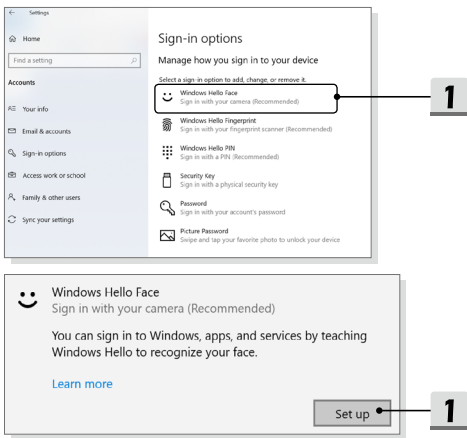 Settings
Home
Find a setting
Accounts
Your info
Email & accounts
Sign-in options
Access work or school
Family & other users
Sync your settings
Sign-in options
Manage how you sign in to your device
Select a sign-in option to add, change, or remove it.
Windows Hello Face
Sign in with your camera (Recommended)
Windows Hello Fingerprint
Sign in with your fingerprint scanner (Recommended)
Windows Hello PIN
Sign in with a PIN (Recommended)
Security Key
Sign in with a physical security key
Password
Sign in with your account's password
Picture Password
Swipe and tap your favorite photo to unlock your device
1
Windows Hello Face
Sign in with your camera (Recommended)
You can sign in to Windows, apps, and services by teaching
Windows Hello to recognize your face.
Learn more
Set up
1